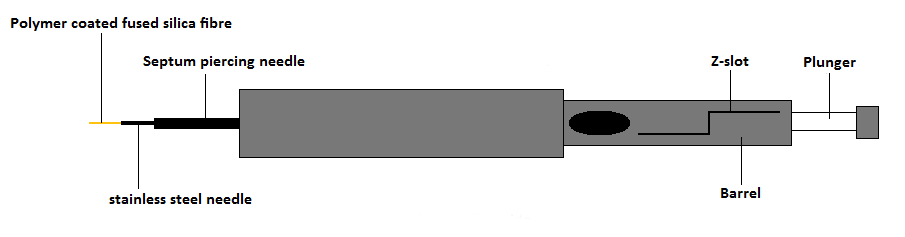 Polymer coated fused silica fibre
Septum piercing needle
Z-slot
Plunger
stainless steel needle
Barrel